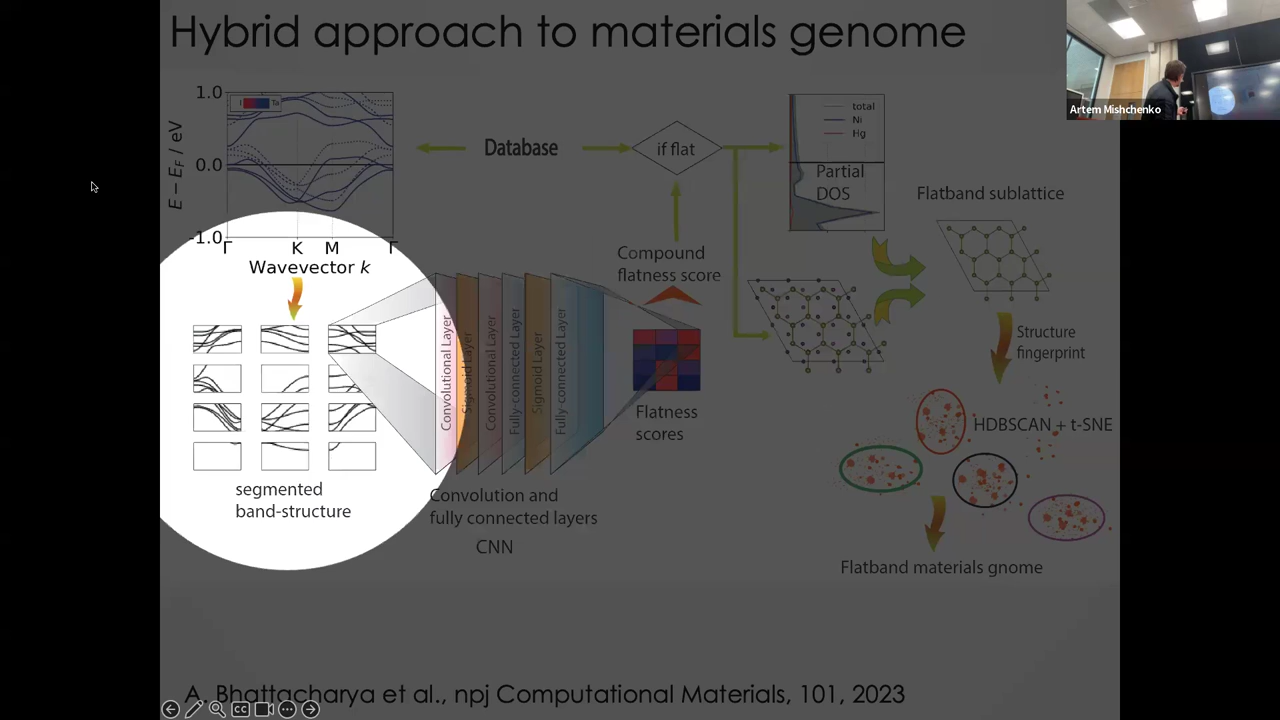 Hybrid approach to materials genome
Artem Mishchenko
1.0
0.0
-1.0
E − E_F / eV
I Ta
Γ K M Γ
Wavevector k
Database
if flat
total
Ni
Hg
Partial
DOS
Flatband sublattice
Compound
flatness score
Structure
fingerprint
Convolutional Layer
Sigmoid Layer
Convolutional Layer
Fully-connected Layer
Sigmoid Layer
Fully-connected Layer
Flatness
scores
HDBSCAN + t-SNE
segmented
band-structure
Convolution and
fully connected layers
CNN
Flatband materials gnome
A. Bhattacharya et al., npj Computational Materials, 101, 2023
CC